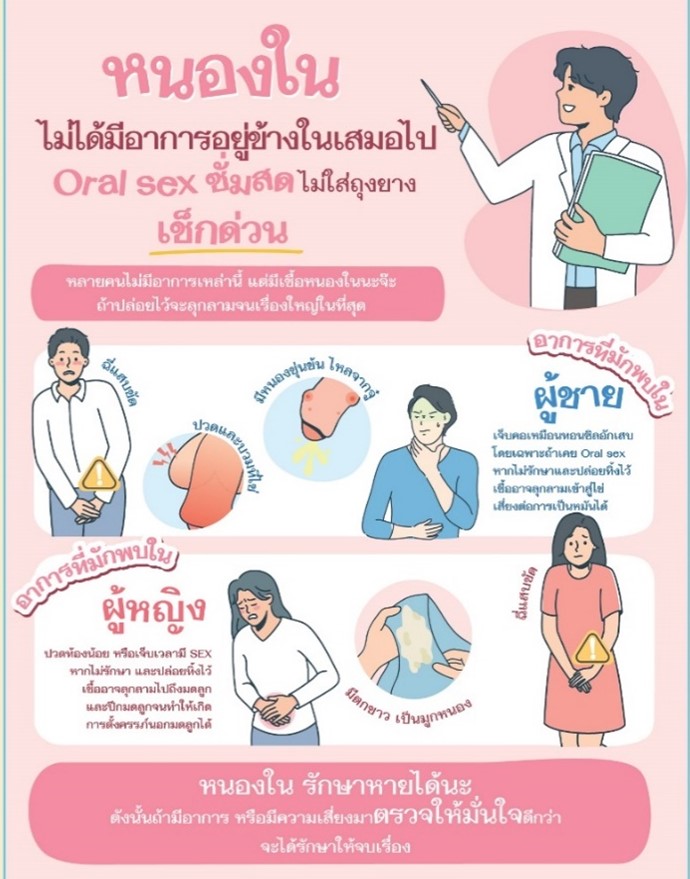 หนองใน
ไม่ได้มีอาการอยู่ข้างในเสมอไป
Oral sex ซั่มสด ไม่ใส่ถุงยาง
เช็กด่วน
หลายคนไม่มีอาการเหล่านี้ แต่มีเชื้อหนองในนะจ๊ะ
ถ้าปล่อยไว้จะลุกลามจนเรื่องใหญ่ในที่สุด
อาการที่มักพบใน
ผู้ชาย
ฉี่แสบขัด
ปวดและบวมที่ไข่
มีหนองขุ่นข้น ไหลจากรู
เจ็บคอเหมือนทอนซิลอักเสบ
โดยเฉพาะถ้าเคย Oral sex
หากไม่รักษาและปล่อยทิ้งไว้
เชื้ออาจลุกลามเข้าสู่ไข่
เสี่ยงต่อการเป็นหมันได้
อาการที่มักพบใน
ผู้หญิง
ปวดท้องน้อย หรือเจ็บเวลามี SEX
หากไม่รักษา และปล่อยทิ้งไว้
เชื้ออาจลุกลามไปถึงมดลูก
และปีกมดลูกจนทำให้เกิด
การตั้งครรภ์นอกมดลูกได้
มีตกขาว เป็นมูกหนอง
ฉี่แสบขัด
หนองใน รักษาหายได้นะ
ดังนั้นถ้ามีอาการ หรือมีความเสี่ยงมาตรวจให้มั่นใจดีกว่า
จะได้รักษาให้จบเรื่อง